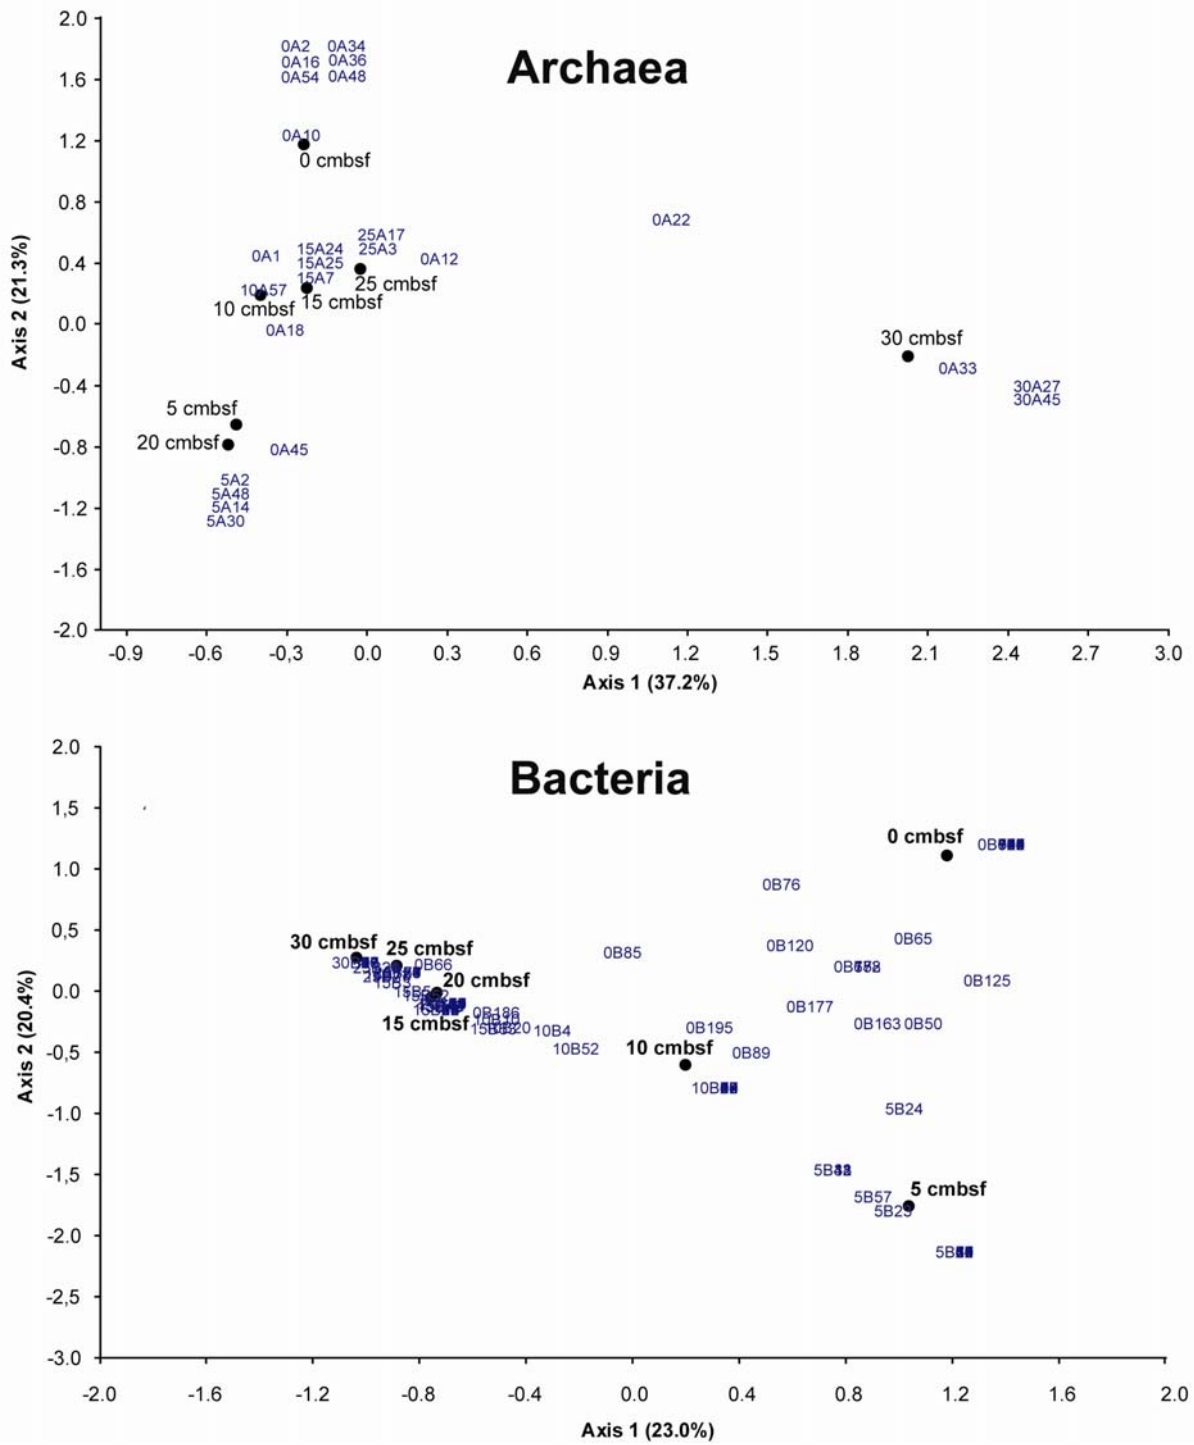 Archaea
2.0
1.6
1.2
0.8
0.4
0.0
-0.4
-0.8
-1.2
-1.6
-2.0
Axis 2 (21.3%)
0A2 0A34
0A16 0A36
0A54 0A48
0A10
0 cmbsf
0A22
25A17
15A24 25A3
0A1 15A25 0A12
15A7
25 cmbsf
10A57
10 cmbsf 15 cmbsf
0A18
30 cmbsf
0A33
30A27
30A45
5 cmbsf
20 cmbsf 0A45
5A2
5A48
5A14
5A30
-0.9 -0.6 -0,3 0.0 0.3 0.6 0.9 1.2 1.5 1.8 2.1 2.4 2.7 3.0
Axis 1 (37.2%)
Bacteria
2.0
1,5
1.0
0,5
0.0
-0,5
-1.0
-1,5
-2.0
-2,5
-3.0
Axis 2 (20.4%)
0 cmbsf
0B76
0B65
0B120
0B85
30 cmbsf 25 cmbsf
0B66
0B125
20 cmbsf
0B177
15 cmbsf
0B186
0B163 0B50
10B4 0B195
10B52 10 cmbsf 0B89
5B24
5 cmbsf
5B57
-2.0 -1.6 -1.2 -0.8 -0.4 0.0 0.4 0.8 1.2 1.6 2.0
Axis 1 (23.0%)